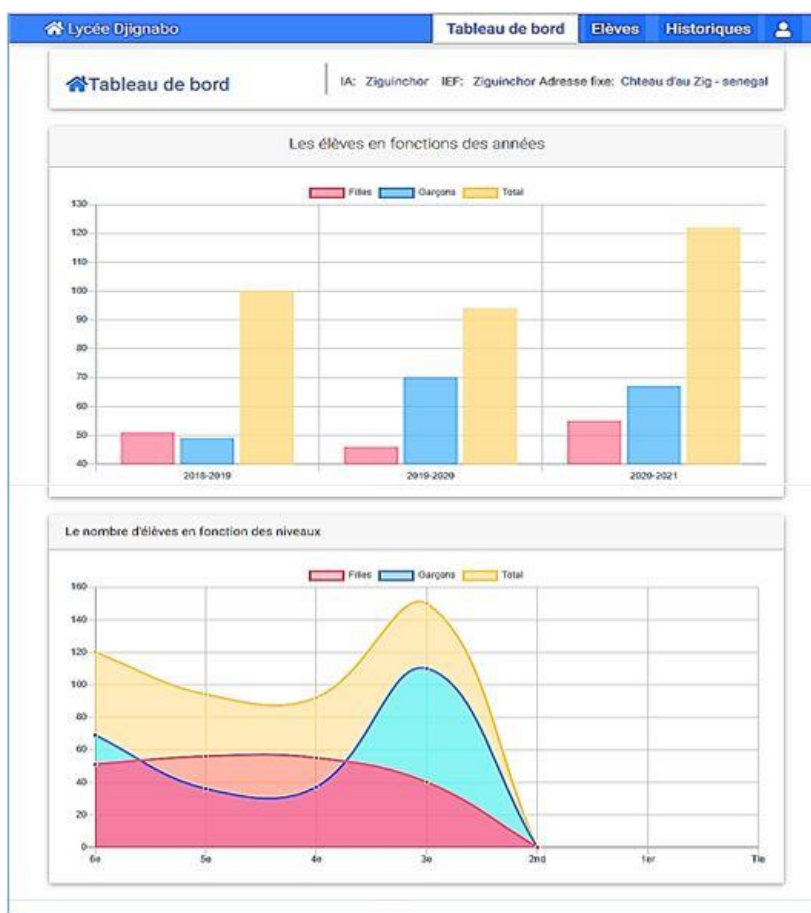 Lycée Djignabo Tableau de bord Elèves Historiques
Tableau de bord IA: Ziguinchor IEF: Ziguinchor Adresse fixe: Chteau d'au Zig - senegal
Les élèves en fonctions des années
Filles Garçons Total
130
120
110
100
90
80
70
60
50
40
2018-2019 2019-2020 2020-2021
Le nombre d'élèves en fonction des niveaux
Filles Garçons Total
160
140
120
100
80
60
40
20
0
6e 5e 4e 3e 2nd 1er Tle